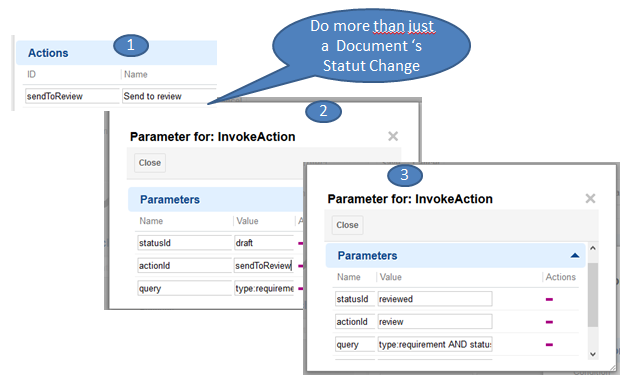 Do more than just
a Document ‘s
Statut Change
1
Actions
ID Name
sendToReview Send to review
2
Parameter for: InvokeAction
Close
Parameters
Name Value A
statusId draft
actionId sendToReview
query type:requireme
3
Parameter for: InvokeAction
Close
Parameters
Name Value Actions
statusId reviewed
actionId review
query type:requirement AND status